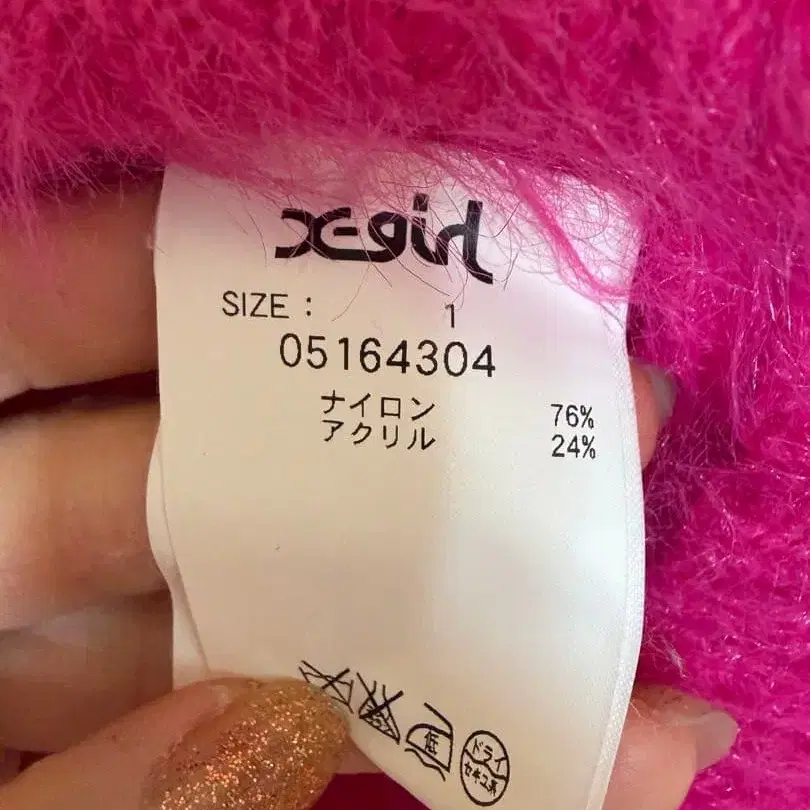 X-girl
SIZE : 1
05164304
ナイロン 76%
アクリル 24%
低
ドライ
セキユ系